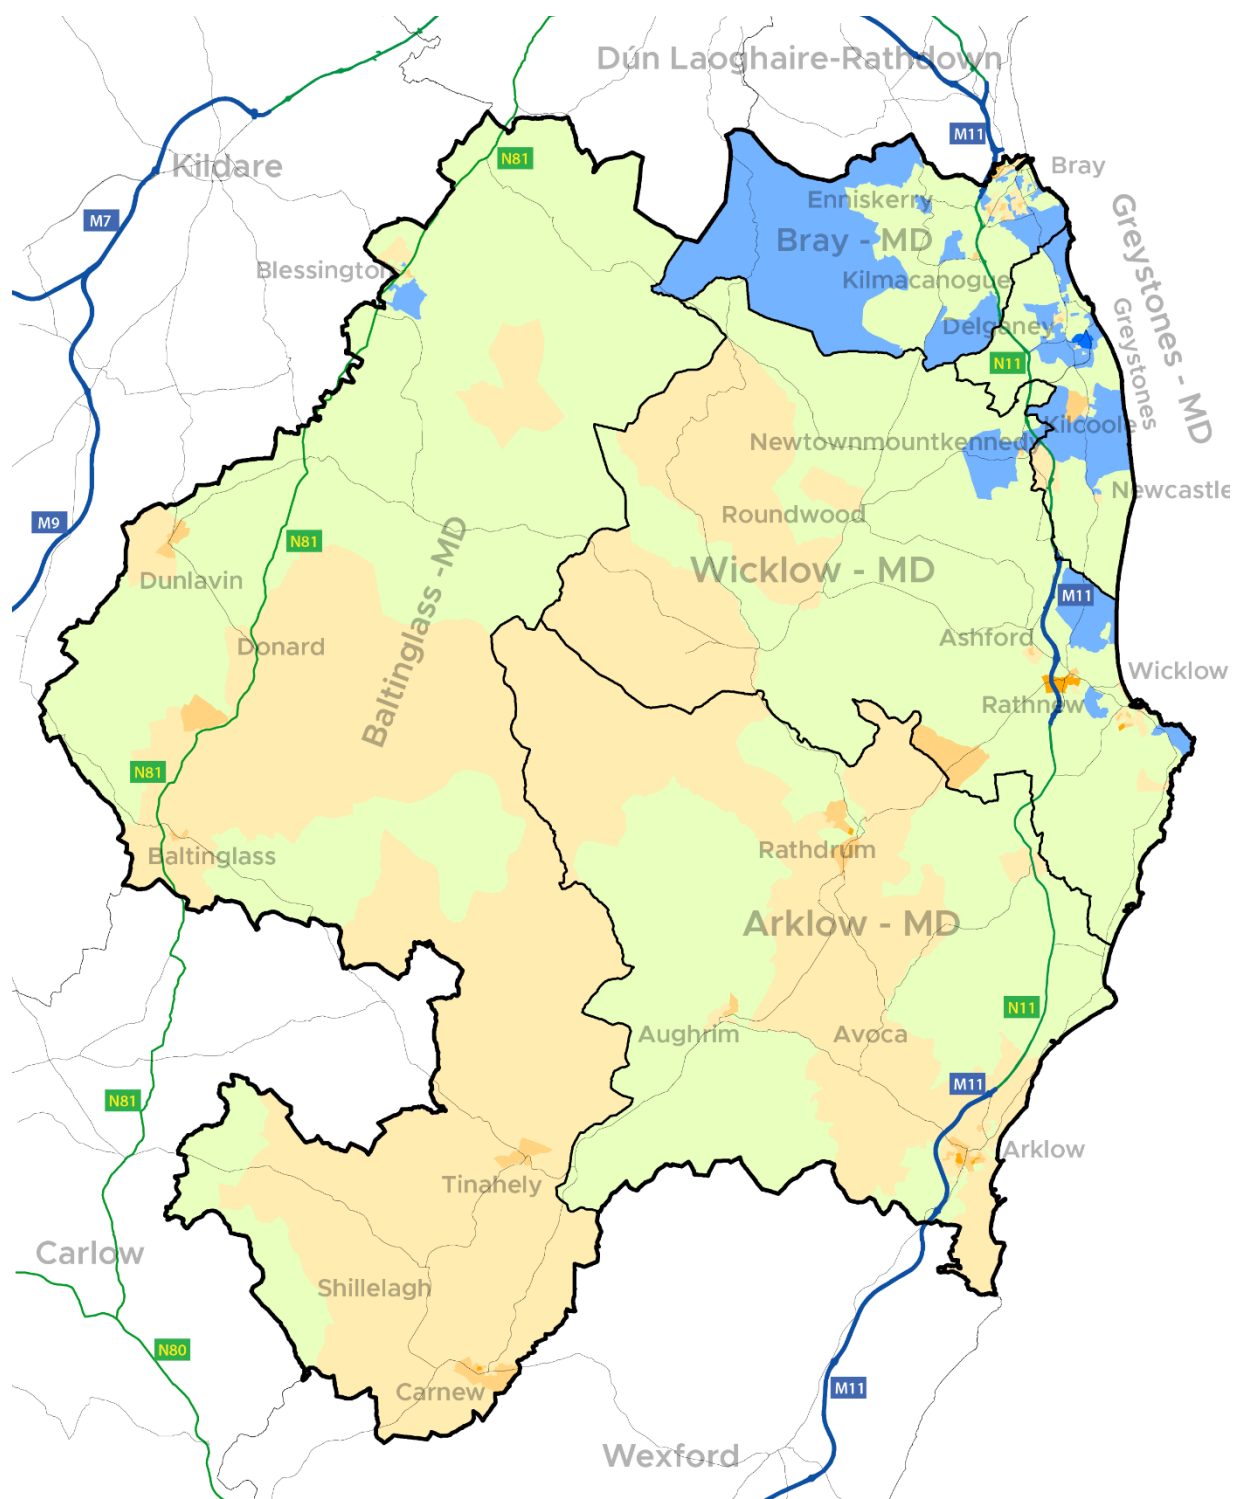 Dún Laoghaire-Rathdown
M11
Bray
N81
Kildare
Enniskerry
M7
Bray - MD
Greystones - MD
Blessington
Kilmacanogue
Delganey
Greystones
N11
Kilcoole
Newtownmountkennedy
Newcastle
M9
Roundwood
N81
Baltinglass -MD
Wicklow - MD
Dunlavin
M11
Ashford
Donard
Wicklow
Rathnew
N81
Rathdrum
Baltinglass
Arklow - MD
N11
Aughrim
Avoca
M11
N81
Arklow
Tinahely
Carlow
Shillelagh
N80
M11
Carnew
Wexford